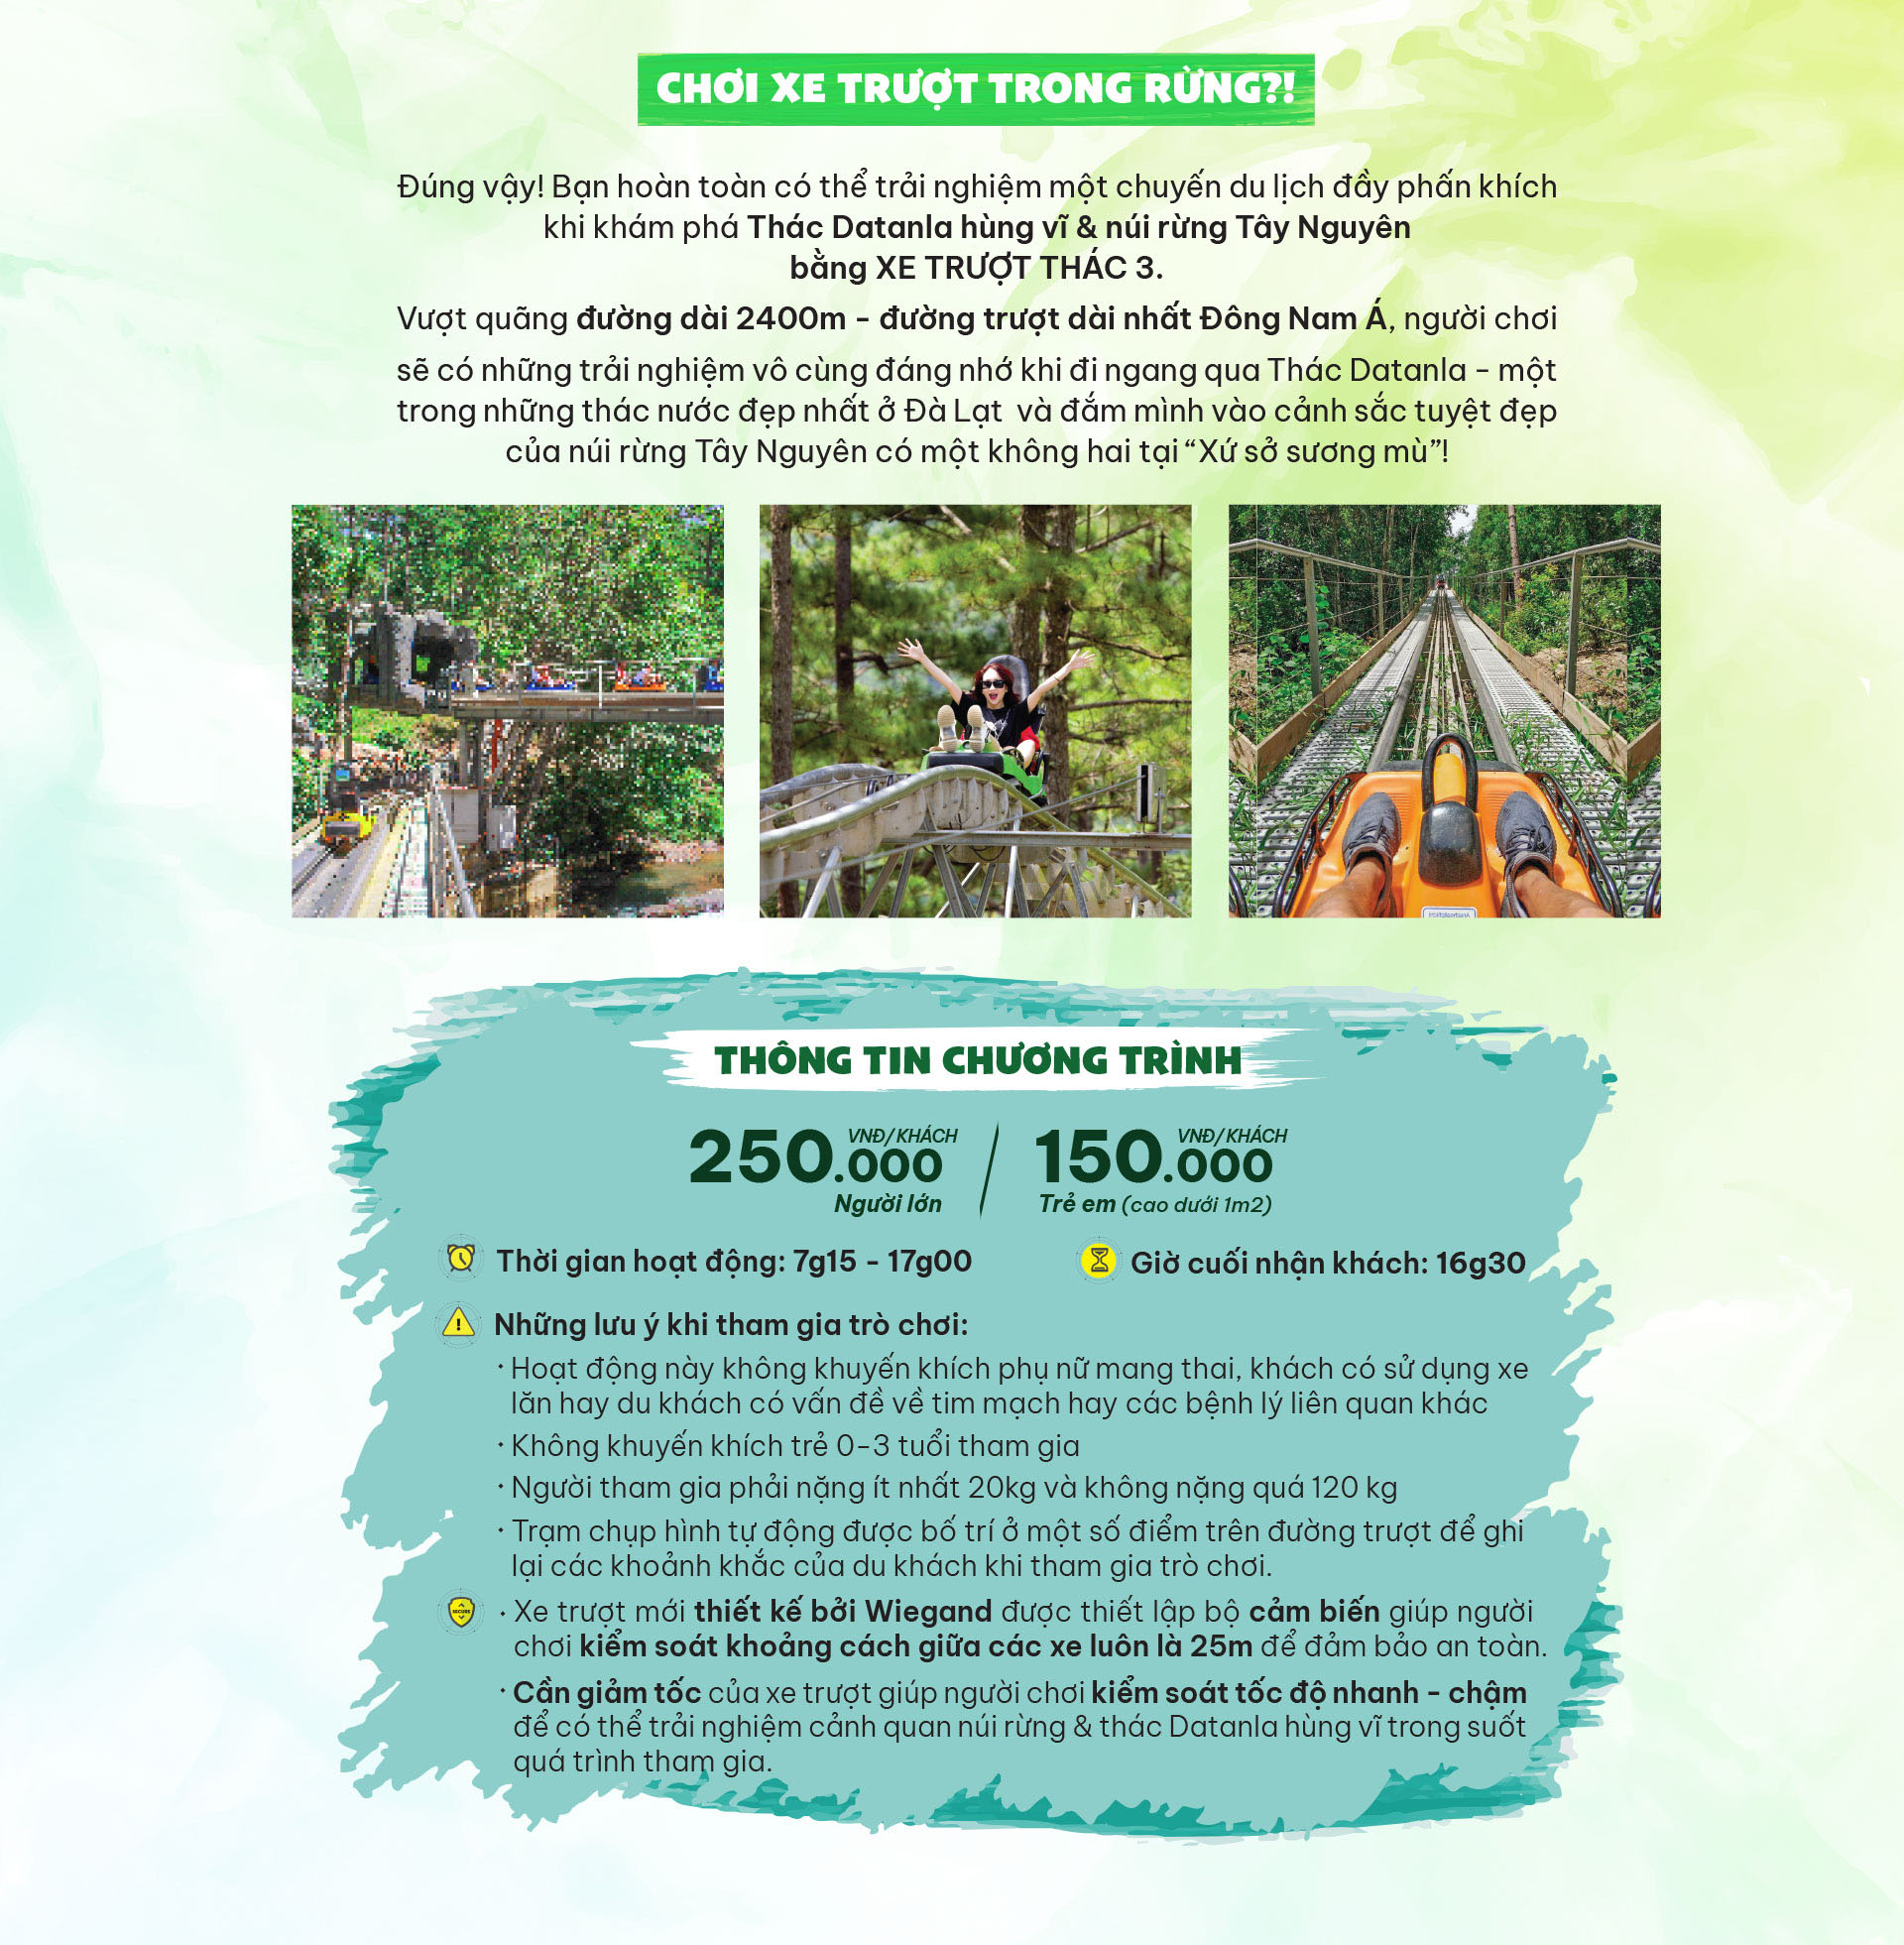 CHƠI XE TRƯỢT TRONG RỪNG?!
Đúng vậy! Bạn hoàn toàn có thể trải nghiệm một chuyến du lịch đầy phấn khích
khi khám phá Thác Datanla hùng vĩ & núi rừng Tây Nguyên
bằng XE TRƯỢT THÁC 3.
Vượt quãng đường dài 2400m - đường trượt dài nhất Đông Nam Á, người chơi
sẽ có những trải nghiệm vô cùng đáng nhớ khi đi ngang qua Thác Datanla - một
trong những thác nước đẹp nhất ở Đà Lạt và đắm mình vào cảnh sắc tuyệt đẹp
của núi rừng Tây Nguyên có một không hai tại “Xứ sở sương mù”!
THÔNG TIN CHƯƠNG TRÌNH
250.000 VNĐ/KHÁCH
Người lớn
150.000 VNĐ/KHÁCH
Trẻ em (cao dưới 1m2)
Thời gian hoạt động: 7g15 - 17g00
Giờ cuối nhận khách: 16g30
Những lưu ý khi tham gia trò chơi:
· Hoạt động này không khuyến khích phụ nữ mang thai, khách có sử dụng xe
lăn hay du khách có vấn đề về tim mạch hay các bệnh lý liên quan khác
· Không khuyến khích trẻ 0-3 tuổi tham gia
· Người tham gia phải nặng ít nhất 20kg và không nặng quá 120 kg
· Trạm chụp hình tự động được bố trí ở một số điểm trên đường trượt để ghi
lại các khoảnh khắc của du khách khi tham gia trò chơi.
SECURE
· Xe trượt mới thiết kế bởi Wiegand được thiết lập bộ cảm biến giúp người
chơi kiểm soát khoảng cách giữa các xe luôn là 25m để đảm bảo an toàn.
· Cần giảm tốc của xe trượt giúp người chơi kiểm soát tốc độ nhanh - chậm
để có thể trải nghiệm cảnh quan núi rừng & thác Datanla hùng vĩ trong suốt
quá trình tham gia.